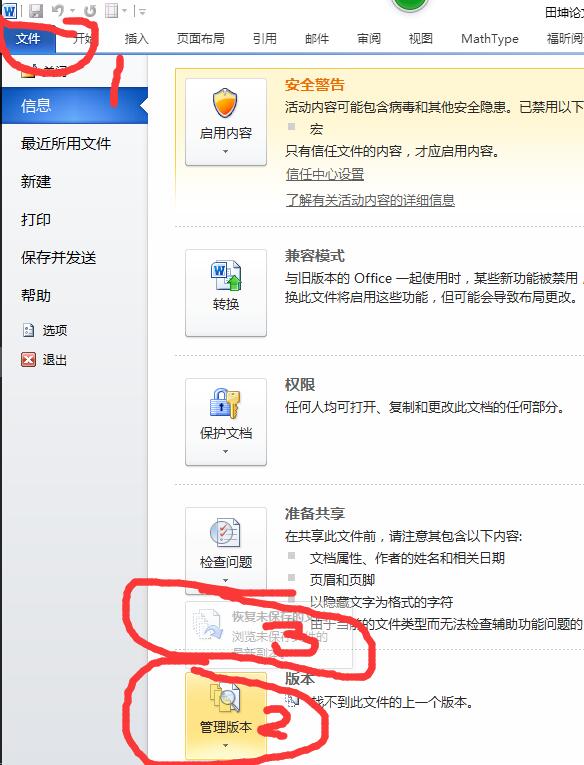 田坤论文
文件 开始 插入 页面布局 引用 邮件 审阅 视图 MathType 福昕阅
1
关闭
信息
最近所用文件
新建
打印
保存并发送
帮助
选项
退出
启用内容
安全警告
活动内容可能包含病毒和其他安全隐患。已禁用以下
宏
只有信任文件的内容，才应启用内容。
信任中心设置
了解有关活动内容的详细信息
转换
兼容模式
与旧版本的 Office 一起使用时，某些新功能被禁用，
换此文件将启用这些功能，但可能会导致布局更改。
保护文档
权限
任何人均可打开、复制和更改此文档的任何部分。
检查问题
准备共享
在共享此文件前，请注意其包含以下内容:
文档属性、作者的姓名和相关日期
页眉和页脚
以隐藏文字为格式的字符
由于当前的文件类型而无法检查辅助功能问题的
恢复未保存的文
浏览未保存文件的
最新副本
3
管理版本
2
版本
找不到此文件的上一个版本。